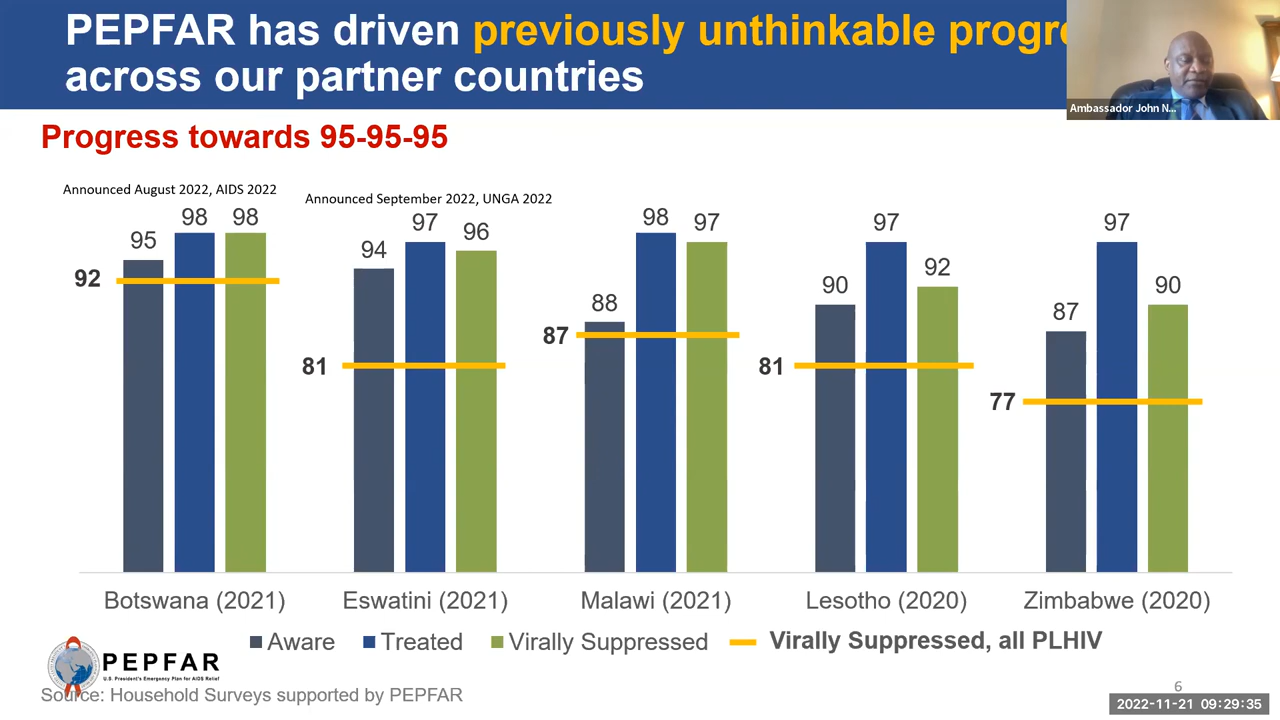 PEPFAR has driven previously unthinkable progre
across our partner countries
Ambassador John N...
Progress towards 95-95-95
Announced August 2022, AIDS 2022
Announced September 2022, UNGA 2022
95 98 98
92
94 97 96
81
88 98 97
87
90 97 92
81
87 97 90
77
Botswana (2021) Eswatini (2021) Malawi (2021) Lesotho (2020) Zimbabwe (2020)
Aware Treated Virally Suppressed Virally Suppressed, all PLHIV
PEPFAR
U.S. President's Emergency Plan for AIDS Relief
Source: Household Surveys supported by PEPFAR
6
2022-11-21 09:29:35